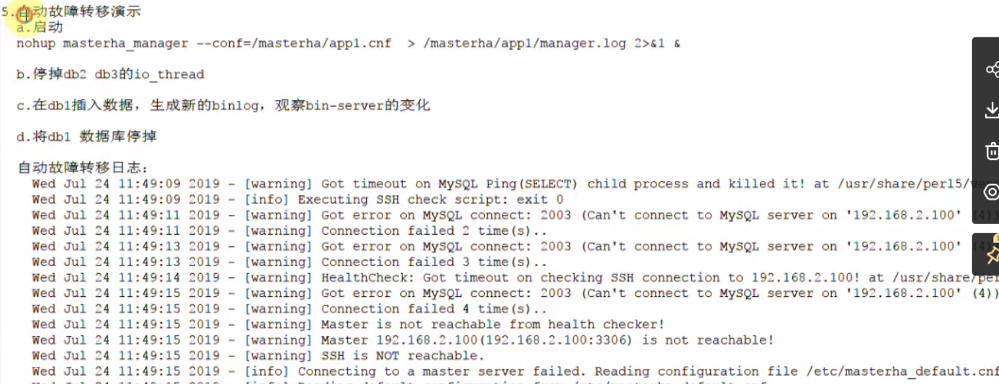 5.自动故障转移演示
a.启动
nohup masterha_manager --conf=/masterha/app1.cnf > /masterha/app1/manager.log 2>&1 &
b.停掉db2 db3的io_thread
c.在db1插入数据，生成新的binlog，观察bin-server的变化
d.将db1 数据库停掉
自动故障转移日志：
Wed Jul 24 11:49:09 2019 - [warning] Got timeout on MySQL Ping(SELECT) child process and killed it! at /usr/share/perl5/
Wed Jul 24 11:49:09 2019 - [info] Executing SSH check script: exit 0
Wed Jul 24 11:49:11 2019 - [warning] Got error on MySQL connect: 2003 (Can't connect to MySQL server on '192.168.2.100' (4))
Wed Jul 24 11:49:11 2019 - [warning] Connection failed 2 time(s)..
Wed Jul 24 11:49:13 2019 - [warning] Got error on MySQL connect: 2003 (Can't connect to MySQL server on '192.168.2.100' (4))
Wed Jul 24 11:49:13 2019 - [warning] Connection failed 3 time(s)..
Wed Jul 24 11:49:14 2019 - [warning] HealthCheck: Got timeout on checking SSH connection to 192.168.2.100! at /usr/share/per
Wed Jul 24 11:49:15 2019 - [warning] Got error on MySQL connect: 2003 (Can't connect to MySQL server on '192.168.2.100' (4))
Wed Jul 24 11:49:15 2019 - [warning] Connection failed 4 time(s)..
Wed Jul 24 11:49:15 2019 - [warning] Master is not reachable from health checker!
Wed Jul 24 11:49:15 2019 - [warning] Master 192.168.2.100(192.168.2.100:3306) is not reachable!
Wed Jul 24 11:49:15 2019 - [warning] SSH is NOT reachable.
Wed Jul 24 11:49:15 2019 - [info] Connecting to a master server failed. Reading configuration file /etc/masterha_default.cnf